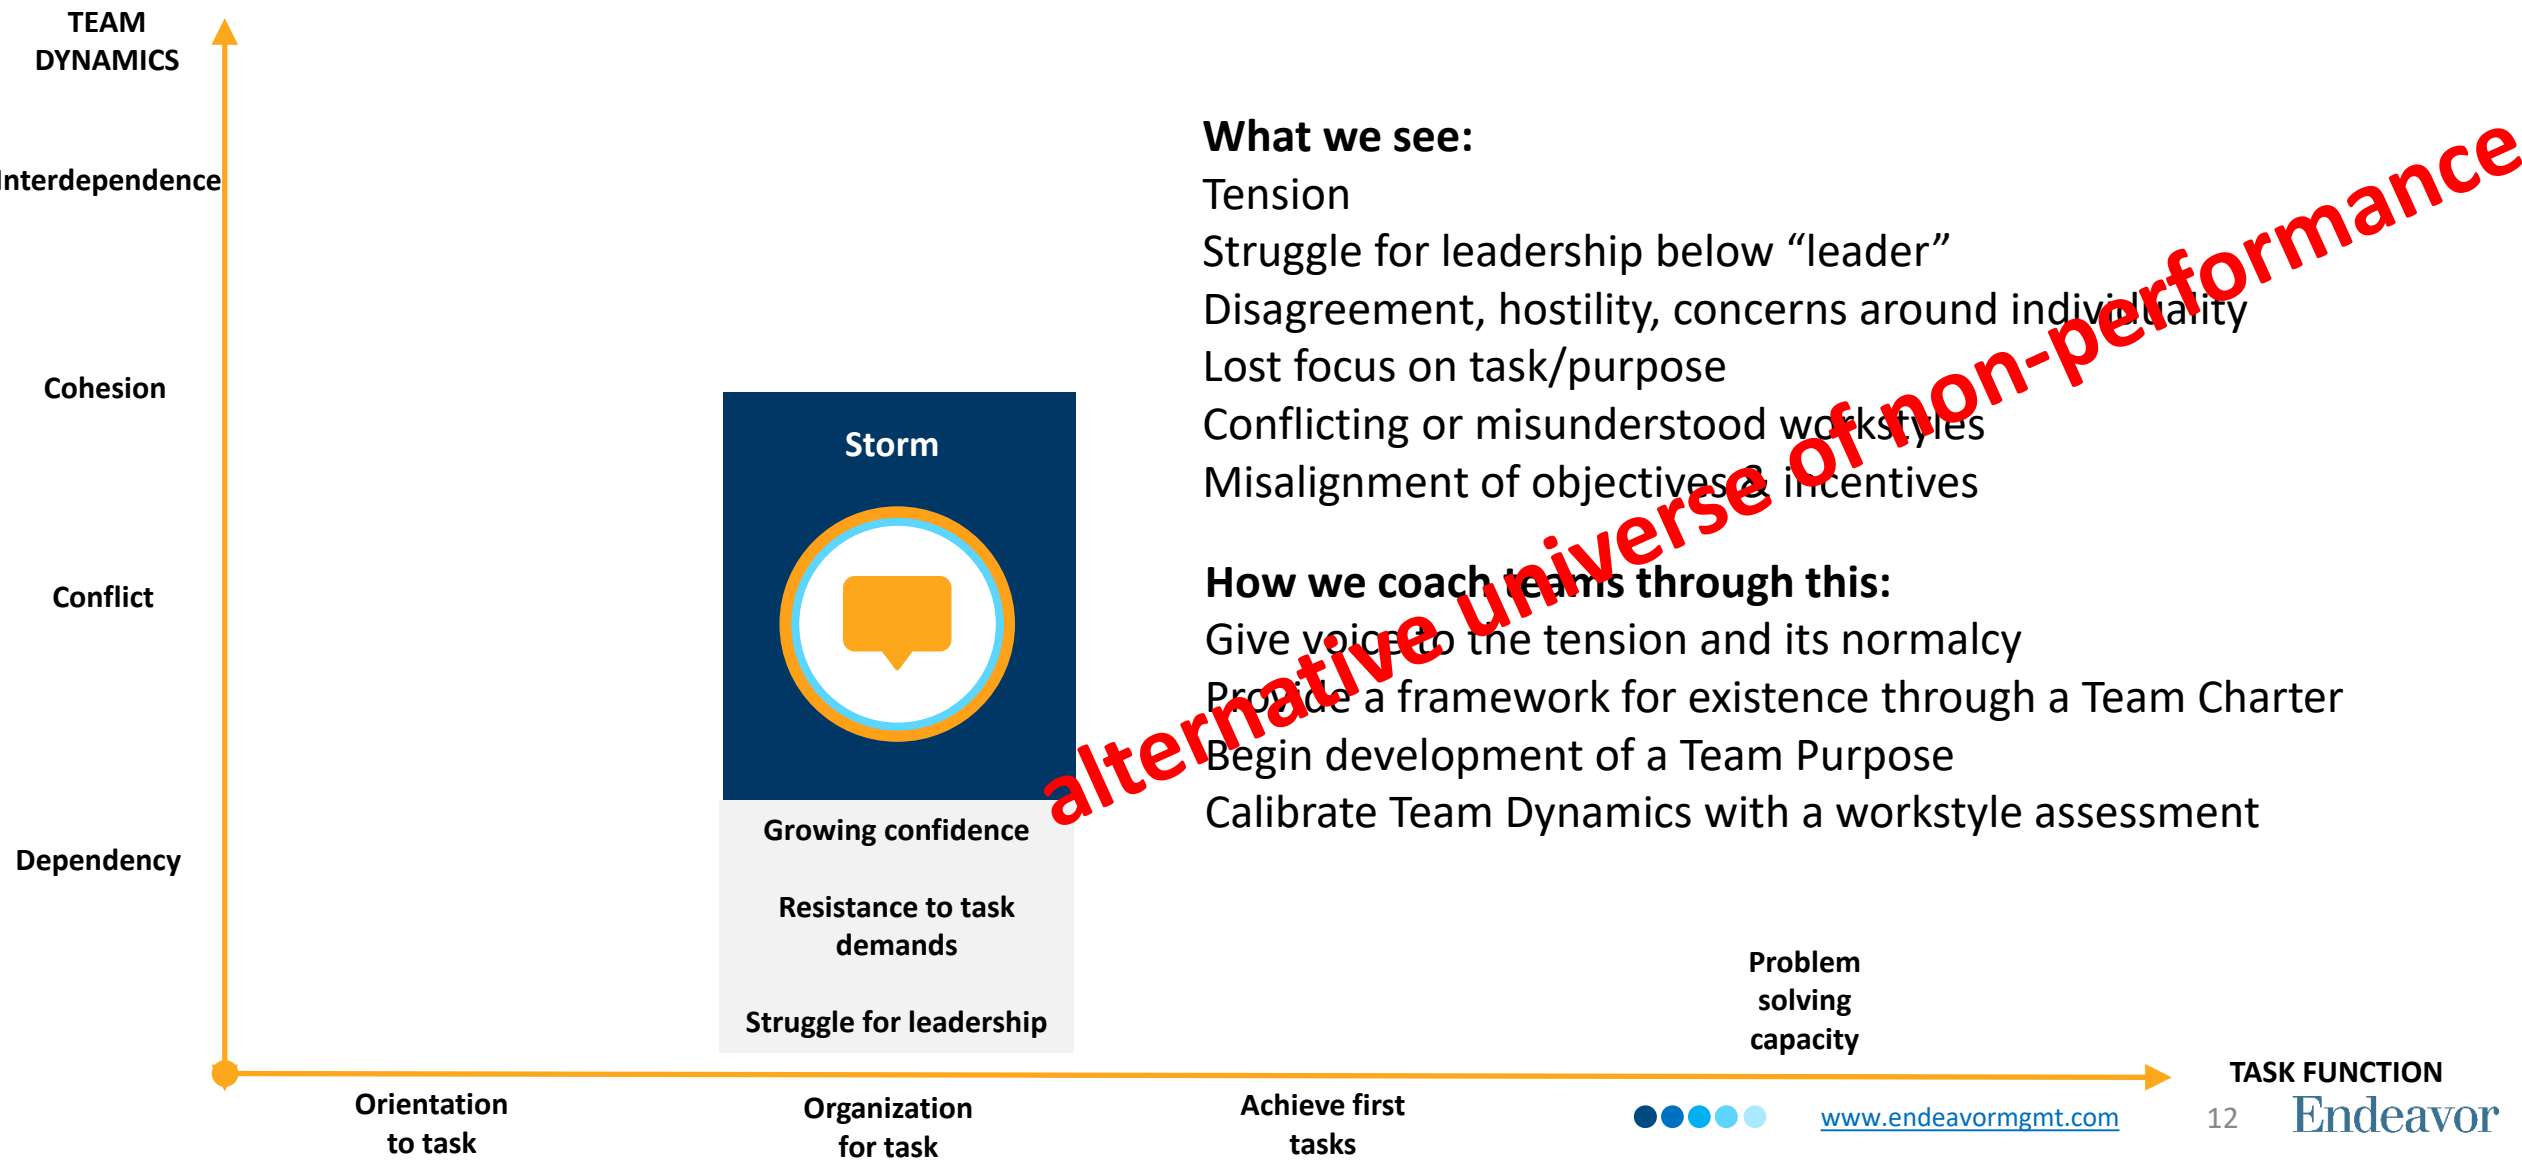 TEAM
DYNAMICS
Interdependence
Cohesion
Conflict
Dependency
Storm
Growing confidence
Resistance to task
demands
Struggle for leadership
What we see:
Tension
Struggle for leadership below “leader”
Disagreement, hostility, concerns around individuality
Lost focus on task/purpose
Conflicting or misunderstood workstyles
Misalignment of objectives & incentives
How we coach teams through this:
Give voice to the tension and its normalcy
Provide a framework for existence through a Team Charter
Begin development of a Team Purpose
Calibrate Team Dynamics with a workstyle assessment
alternative universe of non-performance
Problem
solving
capacity
TASK FUNCTION
Orientation
to task
Organization
for task
Achieve first
tasks
www.endeavormgmt.com
12
Endeavor